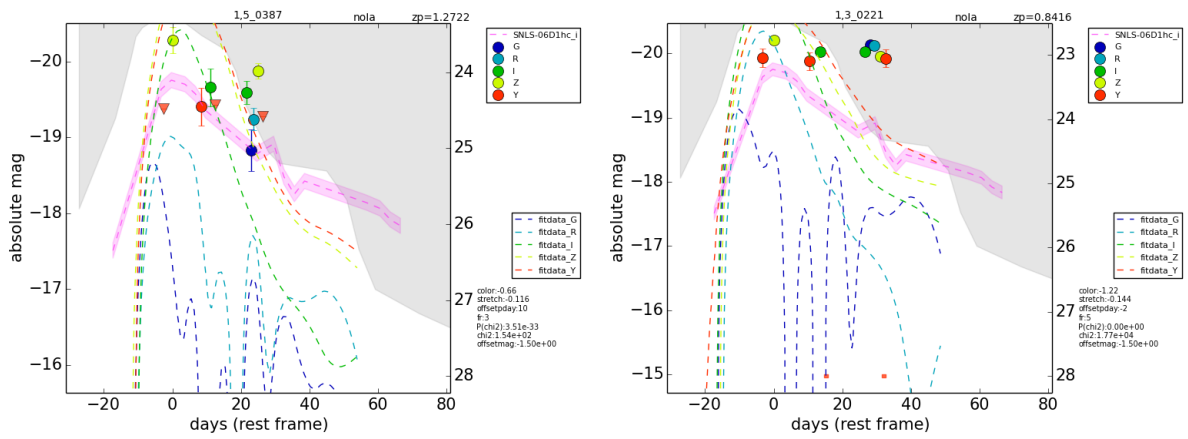 1,5_0387 nola zp=1.2722
SNLS-06D1hc_i
G
R
I
Z
Y
−20
−19
−18
−17
−16
absolute mag
24
25
26
27
28
fitdata_G
fitdata_R
fitdata_I
fitdata_Z
fitdata_Y
color:-0.66
stretch:-0.116
offsetpday:10
fr:3
P(chi2):3.51e-33
chi2:1.54e+02
offsetmag:-1.50e+00
−20 0 20 40 60 80
days (rest frame)
1,3_0221 nola zp=0.8416
SNLS-06D1hc_i
G
R
I
Z
Y
−20
−19
−18
−17
−16
−15
absolute mag
23
24
25
26
27
28
fitdata_G
fitdata_R
fitdata_I
fitdata_Z
fitdata_Y
color:-1.22
stretch:-0.144
offsetpday:-2
fr:5
P(chi2):0.00e+00
chi2:1.77e+04
offsetmag:-1.50e+00
−20 0 20 40 60 80
days (rest frame)